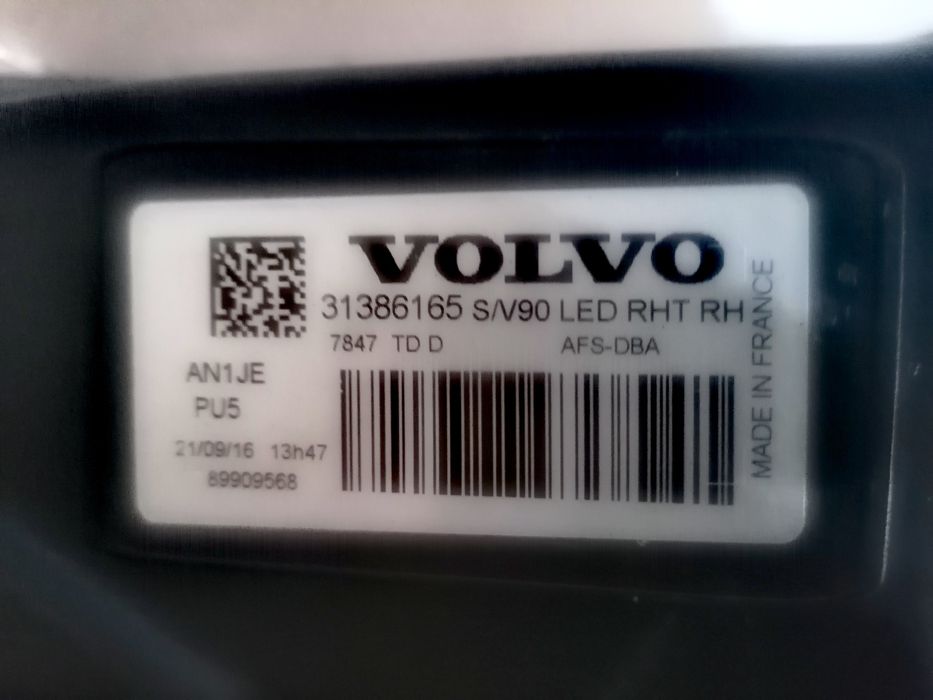 VOLVO
31386165 S/V90 LED RHT RH
7847 TD D AFS-DBA
AN1JE
PU5
21/09/16 13h47
89909568
MADE IN FRANCE